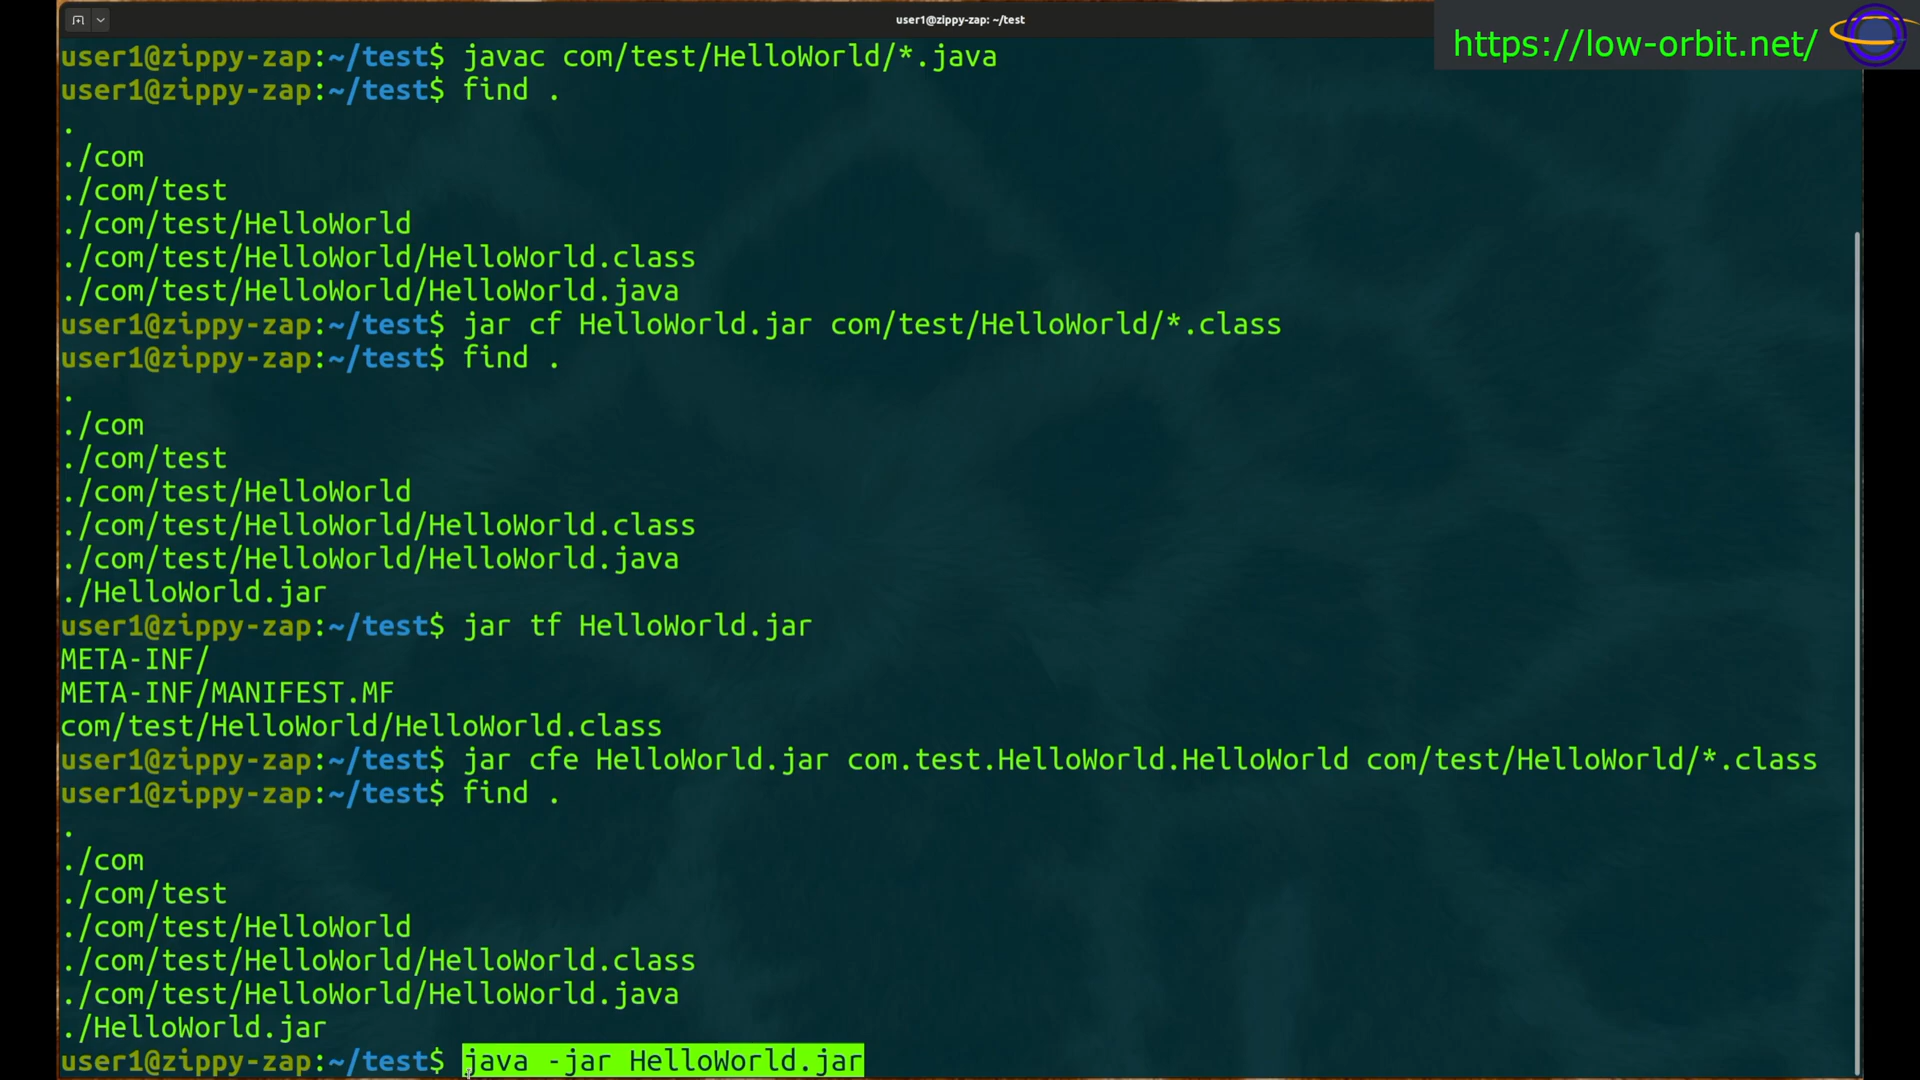 user1@zippy-zap: ~/test
https://low-orbit.net/
user1@zippy-zap:~/test$ javac com/test/HelloWorld/*.java
user1@zippy-zap:~/test$ find .
.
./com
./com/test
./com/test/HelloWorld
./com/test/HelloWorld/HelloWorld.class
./com/test/HelloWorld/HelloWorld.java
user1@zippy-zap:~/test$ jar cf HelloWorld.jar com/test/HelloWorld/*.class
user1@zippy-zap:~/test$ find .
.
./com
./com/test
./com/test/HelloWorld
./com/test/HelloWorld/HelloWorld.class
./com/test/HelloWorld/HelloWorld.java
./HelloWorld.jar
user1@zippy-zap:~/test$ jar tf HelloWorld.jar
META-INF/
META-INF/MANIFEST.MF
com/test/HelloWorld/HelloWorld.class
user1@zippy-zap:~/test$ jar cfe HelloWorld.jar com.test.HelloWorld.HelloWorld com/test/HelloWorld/*.class
user1@zippy-zap:~/test$ find .
.
./com
./com/test
./com/test/HelloWorld
./com/test/HelloWorld/HelloWorld.class
./com/test/HelloWorld/HelloWorld.java
./HelloWorld.jar
user1@zippy-zap:~/test$ java -jar HelloWorld.jar